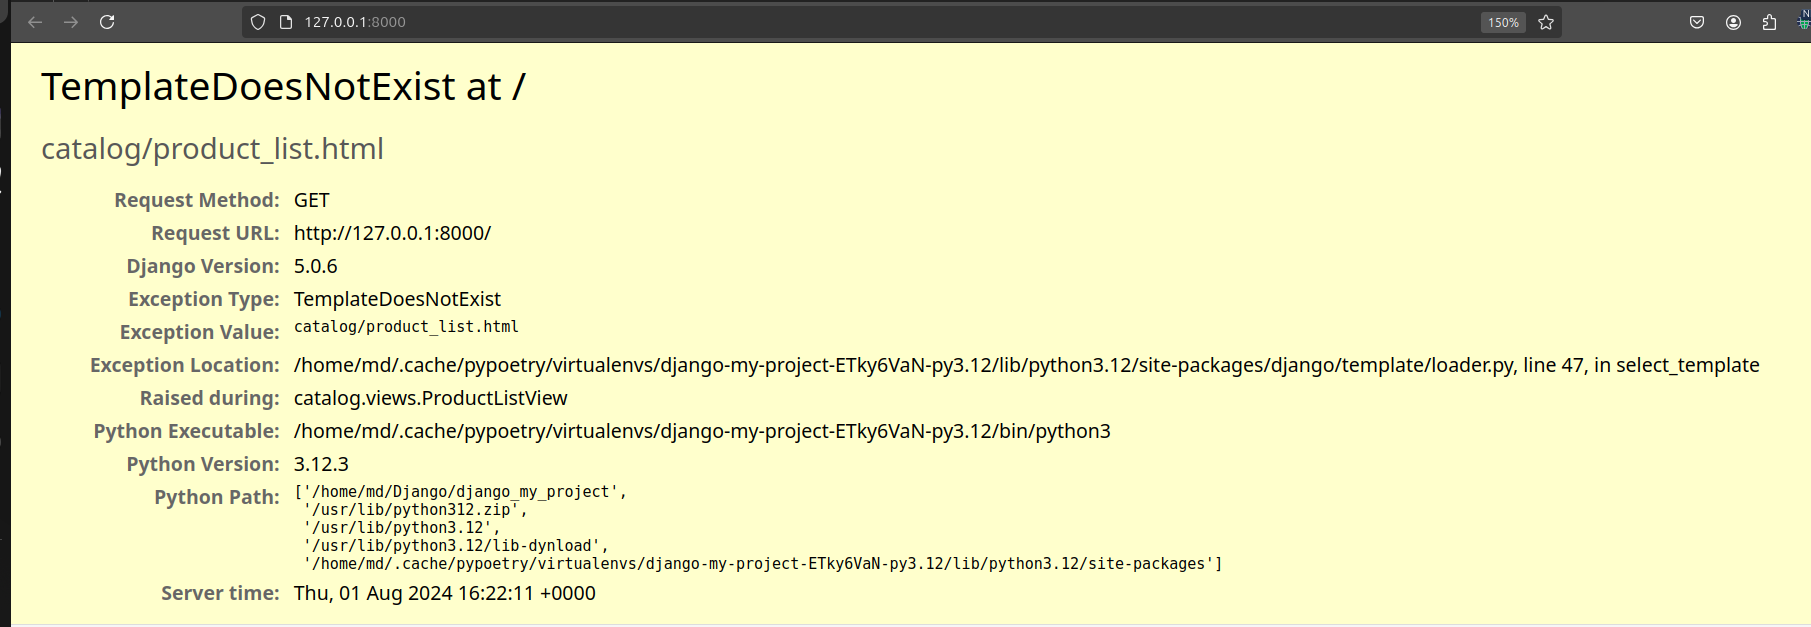 127.0.0.1:8000
150%
N
TemplateDoesNotExist at /
catalog/product_list.html
Request Method: GET
Request URL: http://127.0.0.1:8000/
Django Version: 5.0.6
Exception Type: TemplateDoesNotExist
Exception Value: catalog/product_list.html
Exception Location: /home/md/.cache/pypoetry/virtualenvs/django-my-project-ETky6VaN-py3.12/lib/python3.12/site-packages/django/template/loader.py, line 47, in select_template
Raised during: catalog.views.ProductListView
Python Executable: /home/md/.cache/pypoetry/virtualenvs/django-my-project-ETky6VaN-py3.12/bin/python3
Python Version: 3.12.3
Python Path: ['/home/md/Django/django_my_project',
'/usr/lib/python312.zip',
'/usr/lib/python3.12',
'/usr/lib/python3.12/lib-dynload',
'/home/md/.cache/pypoetry/virtualenvs/django-my-project-ETky6VaN-py3.12/lib/python3.12/site-packages']
Server time: Thu, 01 Aug 2024 16:22:11 +0000